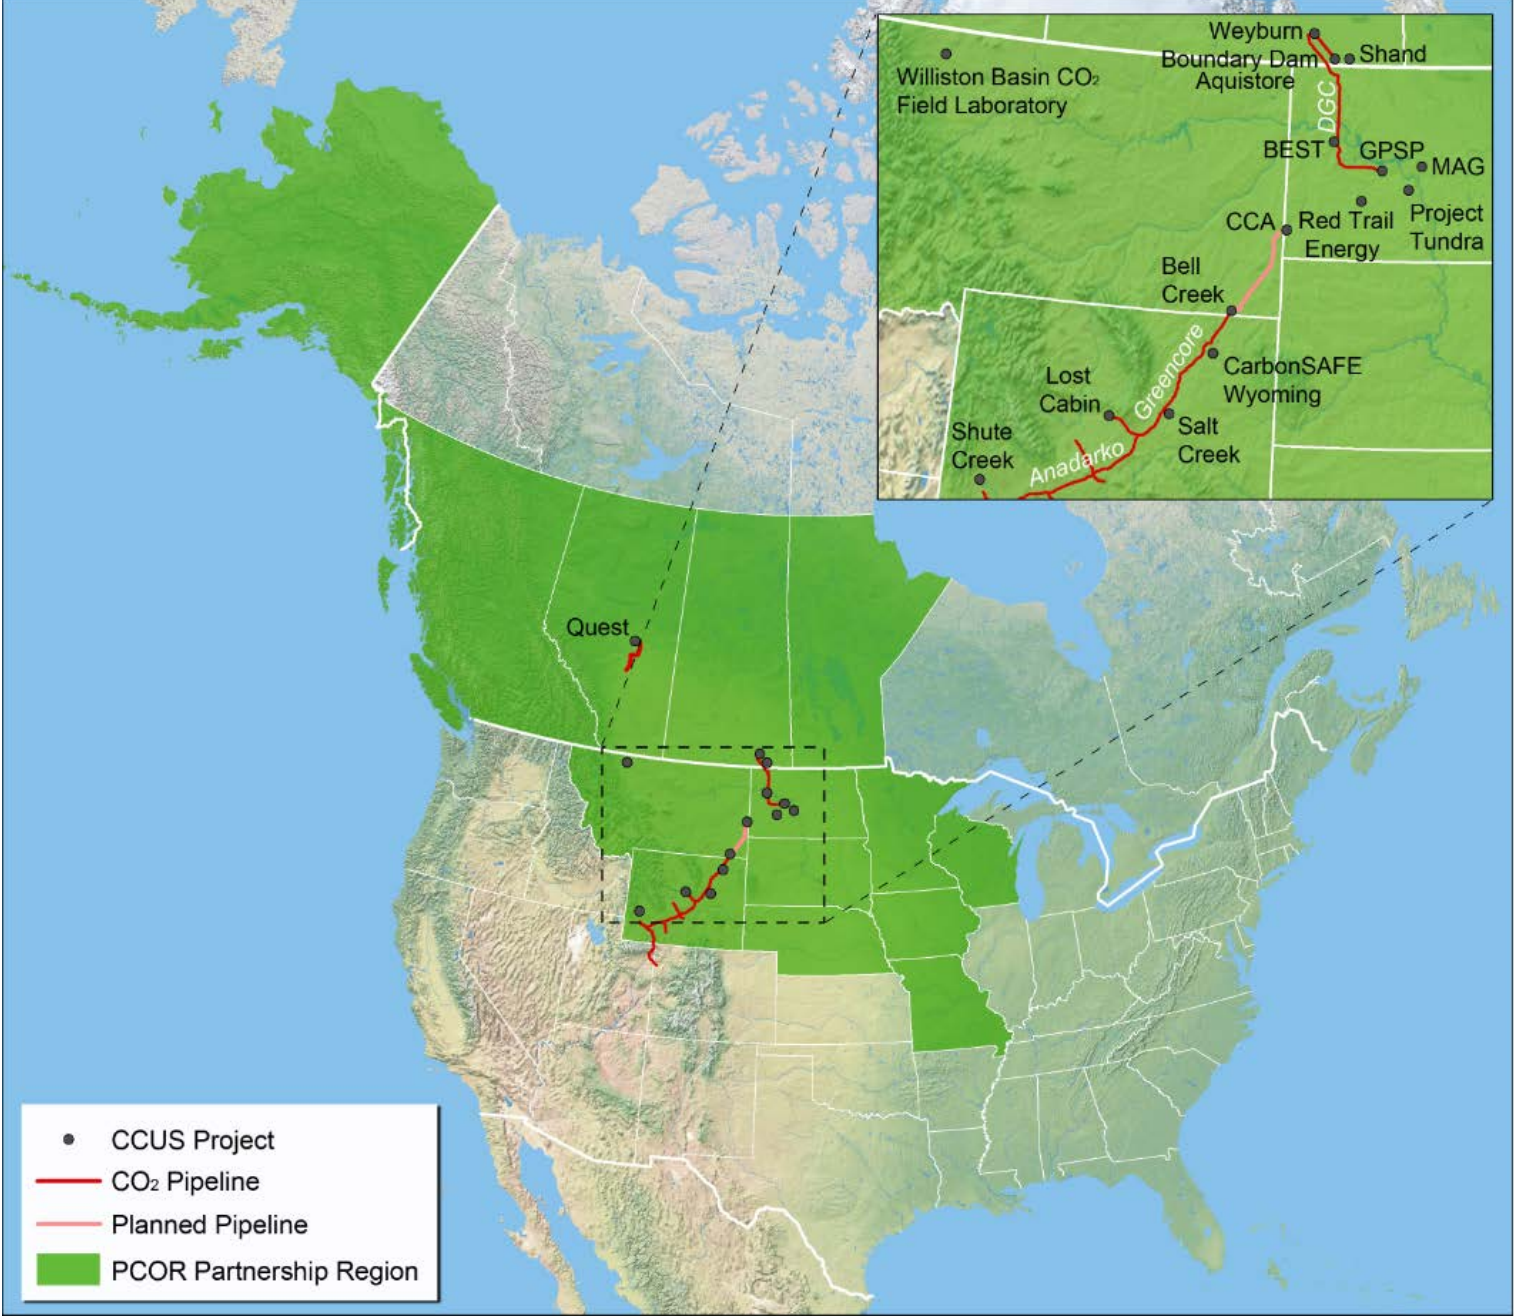 Weyburn
Boundary Dam
Shand
Aquistore
Williston Basin CO₂
Field Laboratory
DGC
BEST
GPSP
MAG
CCA
Red Trail
Energy
Project
Tundra
Bell
Creek
Greencore
CarbonSAFE
Wyoming
Lost
Cabin
Salt
Creek
Shute
Creek
Anadarko
Quest
CCUS Project
CO₂ Pipeline
Planned Pipeline
PCOR Partnership Region